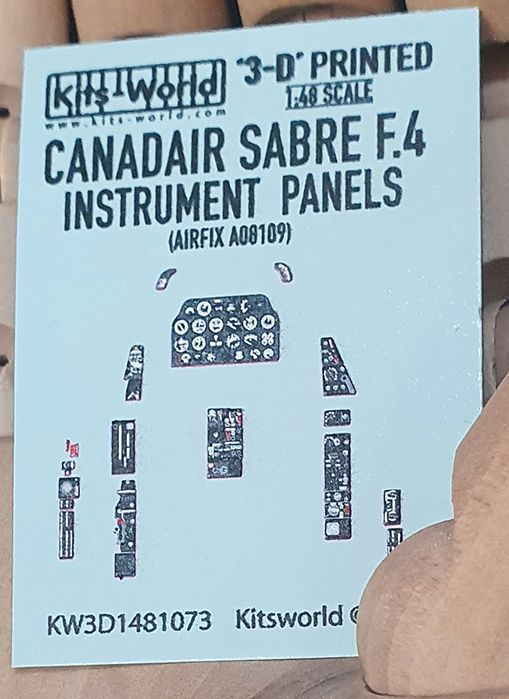 Kits-World "3-D" PRINTED
www.kits-world.com 1:48 SCALE
CANADAIR SABRE F.4
INSTRUMENT PANELS
(AIRFIX A08109)
KW3D1481073 Kitsworld ©